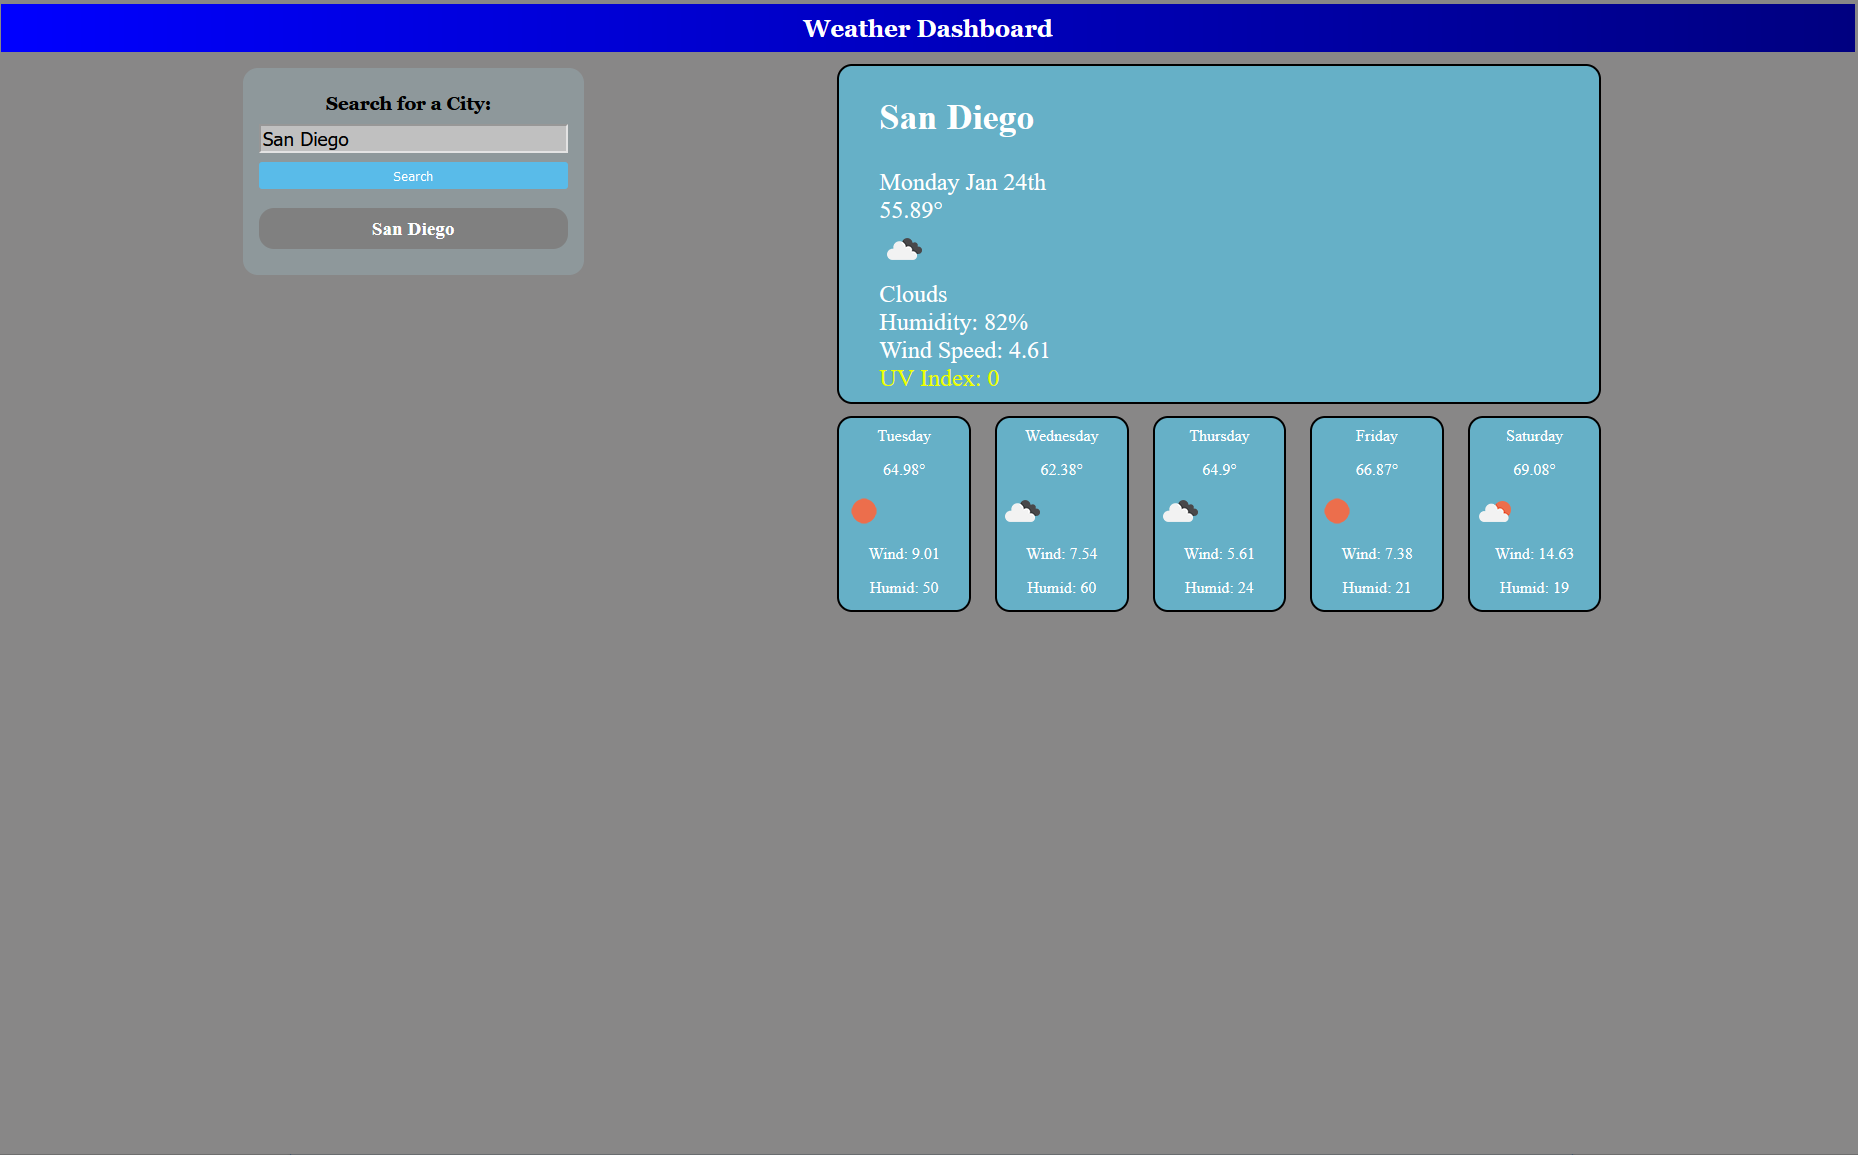 Weather Dashboard
Search for a City:
San Diego
Search
San Diego
San Diego
Monday Jan 24th
55.89°
Clouds
Humidity: 82%
Wind Speed: 4.61
UV Index: 0
Tuesday
64.98°
Wind: 9.01
Humid: 50
Wednesday
62.38°
Wind: 7.54
Humid: 60
Thursday
64.9°
Wind: 5.61
Humid: 24
Friday
66.87°
Wind: 7.38
Humid: 21
Saturday
69.08°
Wind: 14.63
Humid: 19